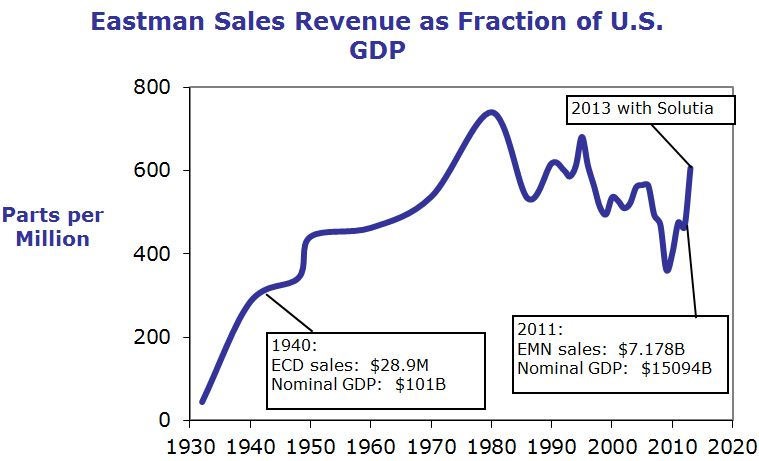 Eastman Sales Revenue as Fraction of U.S.
GDP
800
2013 with Solutia
600
Parts per
Million
400
200
1940:
ECD sales:  $28.9M
Nominal GDP:  $101B
2011:
EMN sales:  $7.178B
Nominal GDP:  $15094B
0
1930 1940 1950 1960 1970 1980 1990 2000 2010 2020